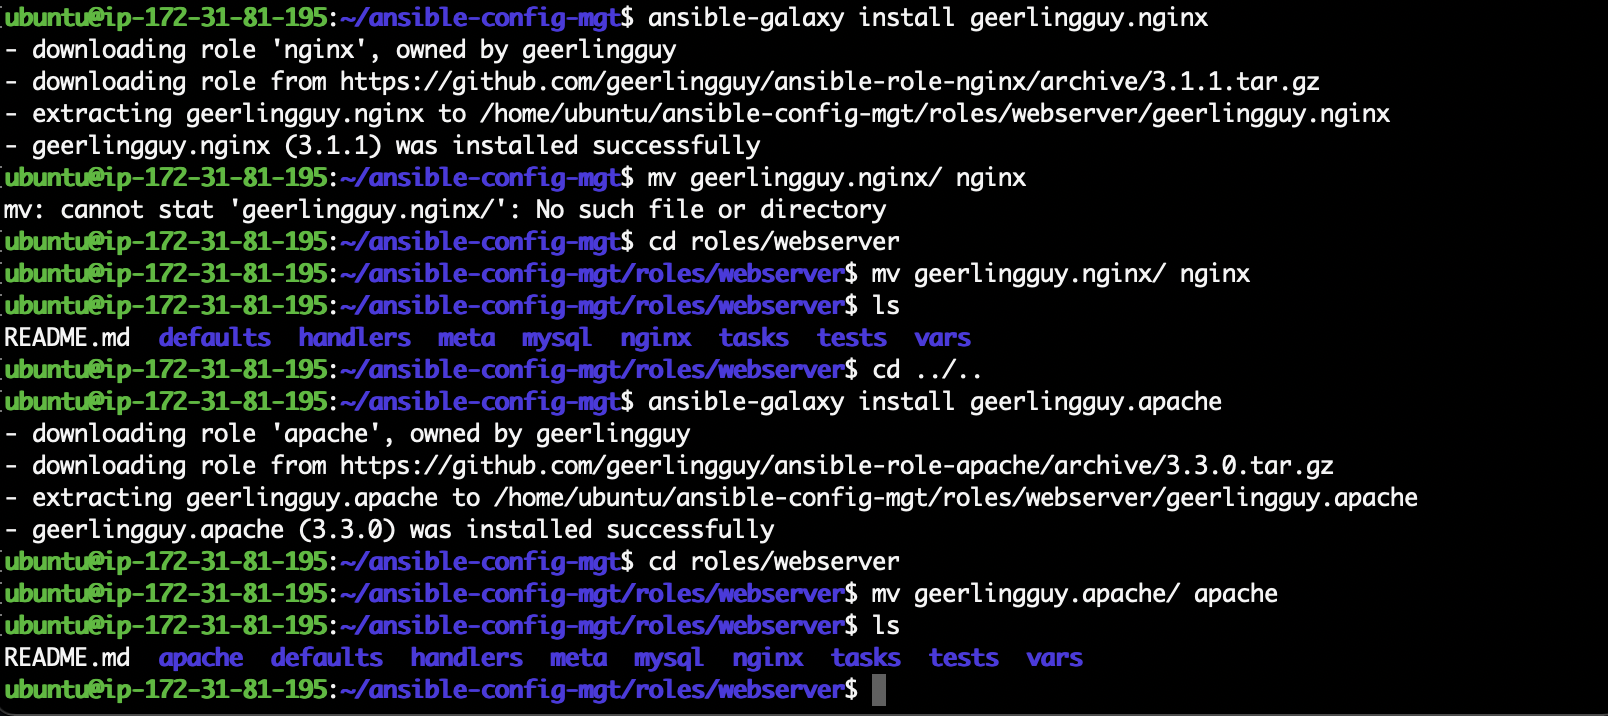 ubuntu@ip-172-31-81-195:~/ansible-config-mgt$ ansible-galaxy install geerlingguy.nginx
- downloading role 'nginx', owned by geerlingguy
- downloading role from https://github.com/geerlingguy/ansible-role-nginx/archive/3.1.1.tar.gz
- extracting geerlingguy.nginx to /home/ubuntu/ansible-config-mgt/roles/webserver/geerlingguy.nginx
- geerlingguy.nginx (3.1.1) was installed successfully
ubuntu@ip-172-31-81-195:~/ansible-config-mgt$ mv geerlingguy.nginx/ nginx
mv: cannot stat 'geerlingguy.nginx/': No such file or directory
ubuntu@ip-172-31-81-195:~/ansible-config-mgt$ cd roles/webserver
ubuntu@ip-172-31-81-195:~/ansible-config-mgt/roles/webserver$ mv geerlingguy.nginx/ nginx
ubuntu@ip-172-31-81-195:~/ansible-config-mgt/roles/webserver$ ls
README.md  defaults  handlers  meta  mysql  nginx  tasks  tests  vars
ubuntu@ip-172-31-81-195:~/ansible-config-mgt/roles/webserver$ cd ../..
ubuntu@ip-172-31-81-195:~/ansible-config-mgt$ ansible-galaxy install geerlingguy.apache
- downloading role 'apache', owned by geerlingguy
- downloading role from https://github.com/geerlingguy/ansible-role-apache/archive/3.3.0.tar.gz
- extracting geerlingguy.apache to /home/ubuntu/ansible-config-mgt/roles/webserver/geerlingguy.apache
- geerlingguy.apache (3.3.0) was installed successfully
ubuntu@ip-172-31-81-195:~/ansible-config-mgt$ cd roles/webserver
ubuntu@ip-172-31-81-195:~/ansible-config-mgt/roles/webserver$ mv geerlingguy.apache/ apache
ubuntu@ip-172-31-81-195:~/ansible-config-mgt/roles/webserver$ ls
README.md  apache  defaults  handlers  meta  mysql  nginx  tasks  tests  vars
ubuntu@ip-172-31-81-195:~/ansible-config-mgt/roles/webserver$